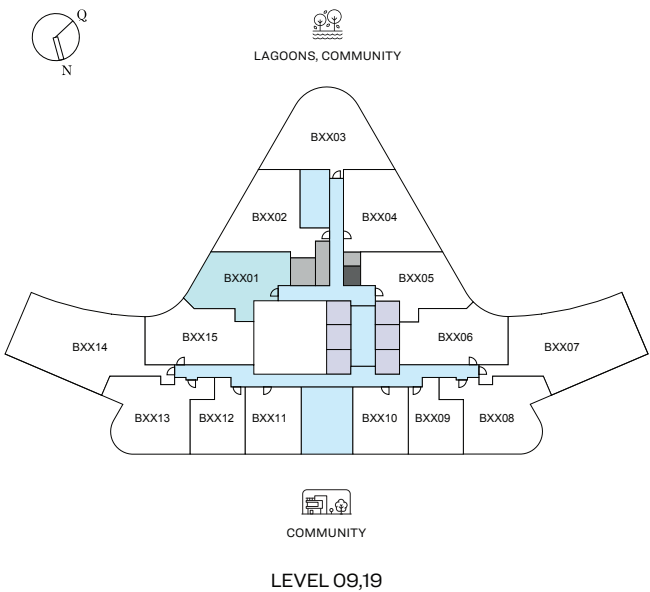 Q
N
LAGOONS, COMMUNITY
BXX03
BXX02
BXX04
BXX01
BXX05
BXX15
BXX06
BXX14
BXX07
BXX13
BXX12
BXX11
BXX10
BXX09
BXX08
COMMUNITY
LEVEL 09,19